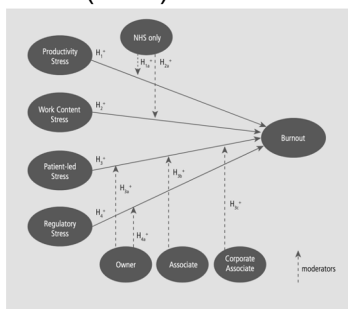 NHS only
Productivity
Stress
H₁⁺
H₁ₐ⁺ H₂ₐ⁺
Work Content
Stress
H₂⁺
Burnout
Patient-led
Stress
H₃⁺
H₃ₐ⁺
H₃b⁺
H₃c⁺
Regulatory
Stress
H₄⁺
H₄ₐ⁺
Owner
Associate
Corporate
Associate
moderators